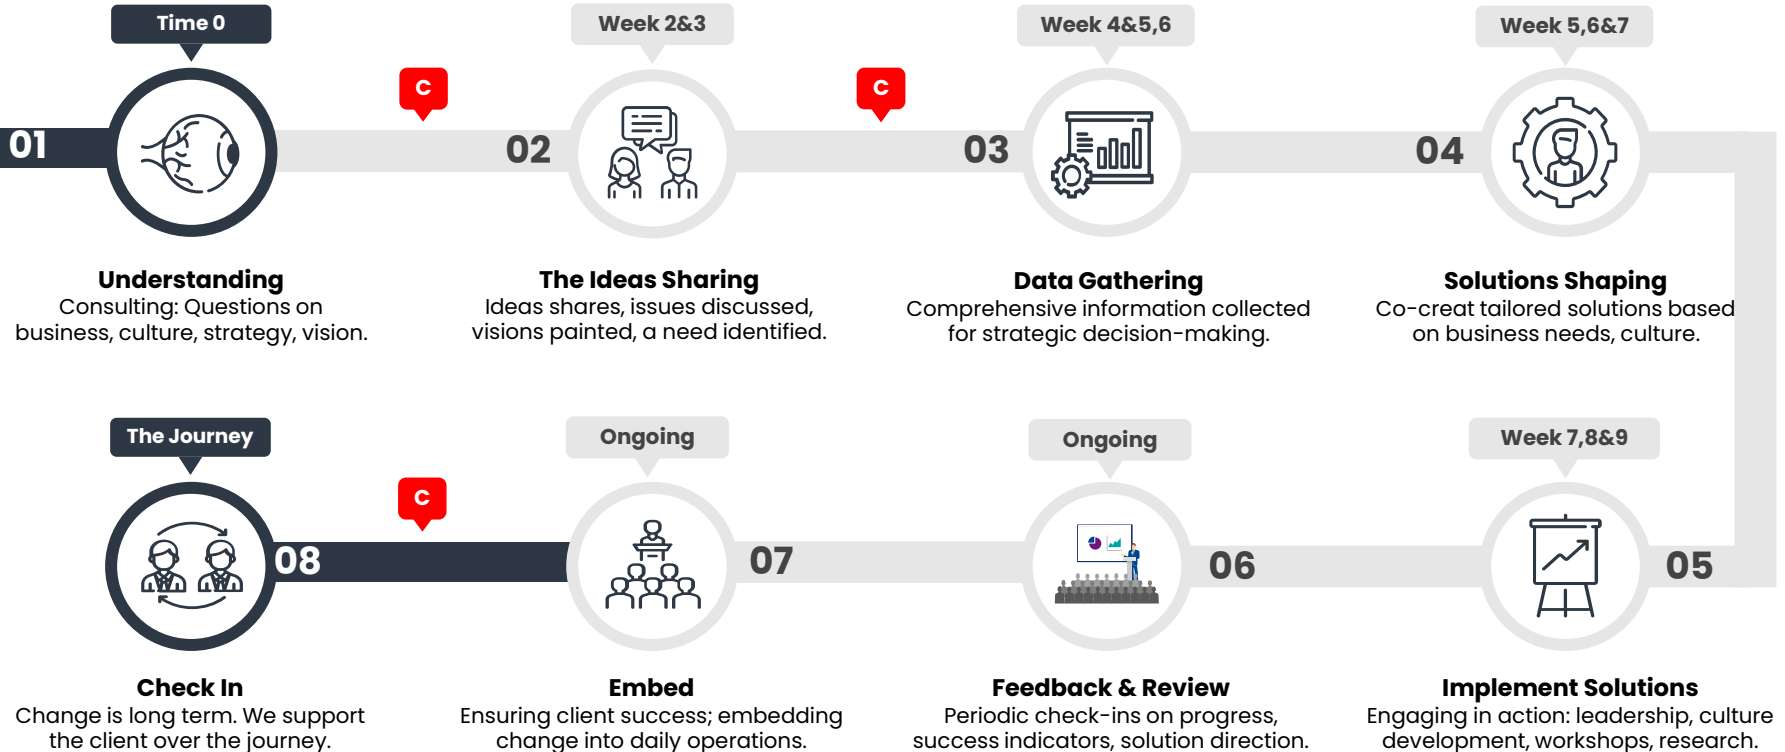 Time 0
Week 2&3
Week 4&5,6
Week 5,6&7
C
C
01
02
03
04
Understanding
Consulting: Questions on
business, culture, strategy, vision.
The Ideas Sharing
Ideas shares, issues discussed,
visions painted, a need identified.
Data Gathering
Comprehensive information collected
for strategic decision-making.
Solutions Shaping
Co-creat tailored solutions based
on business needs, culture.
The Journey
Ongoing
Ongoing
Week 7,8&9
C
08
07
06
05
Check In
Change is long term. We support
the client over the journey.
Embed
Ensuring client success; embedding
change into daily operations.
Feedback & Review
Periodic check-ins on progress,
success indicators, solution direction.
Implement Solutions
Engaging in action: leadership, culture
development, workshops, research.